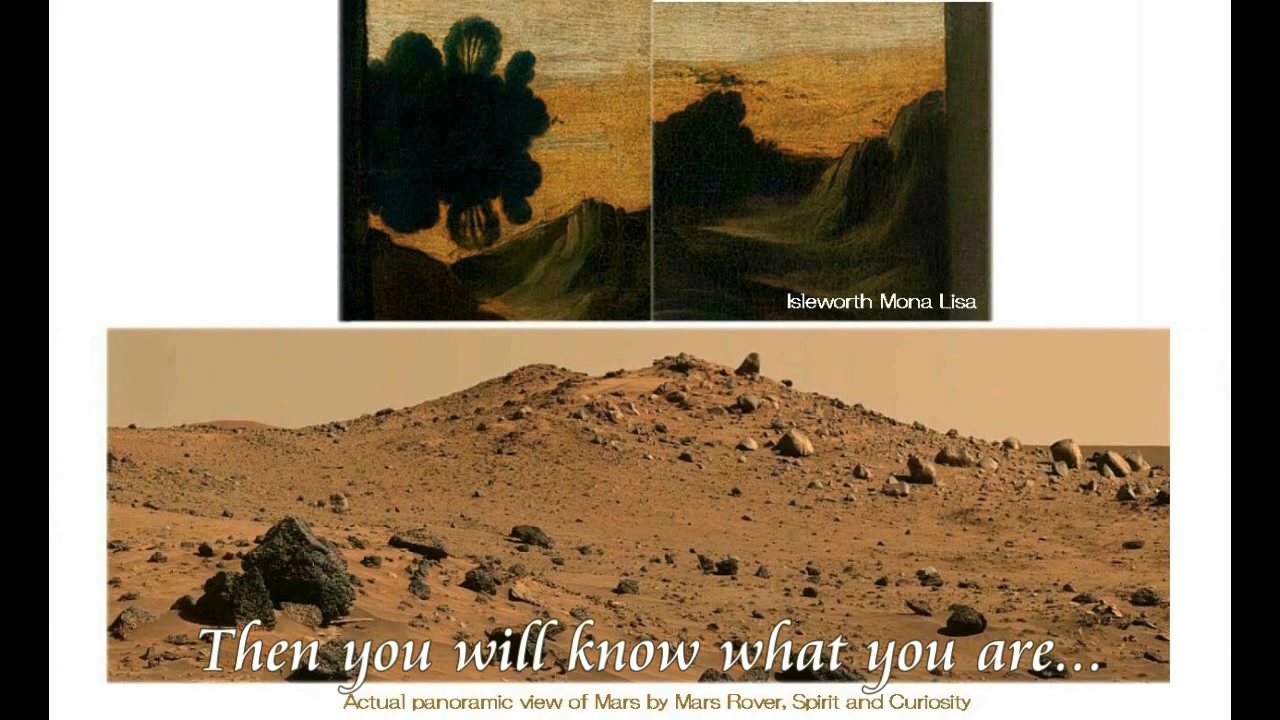 Isleworth Mona Lisa
Then you will know what you are...
Actual panoramic view of Mars by Mars Rover, Spirit and Curiosity